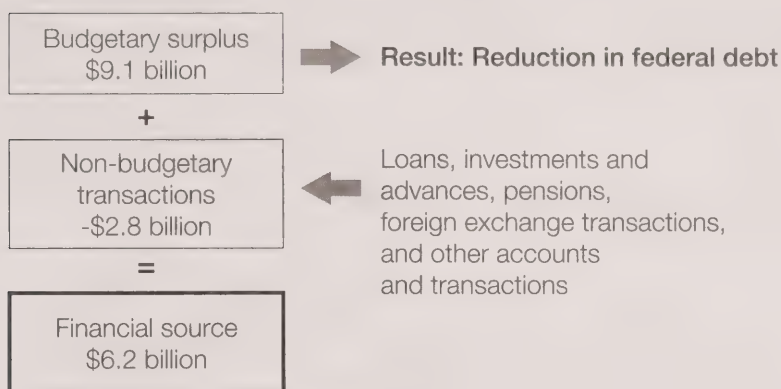 Budgetary surplus
$9.1 billion
Result: Reduction in federal debt
+
Non-budgetary
transactions
-$2.8 billion
Loans, investments and
advances, pensions,
foreign exchange transactions,
and other accounts
and transactions
=
Financial source
$6.2 billion